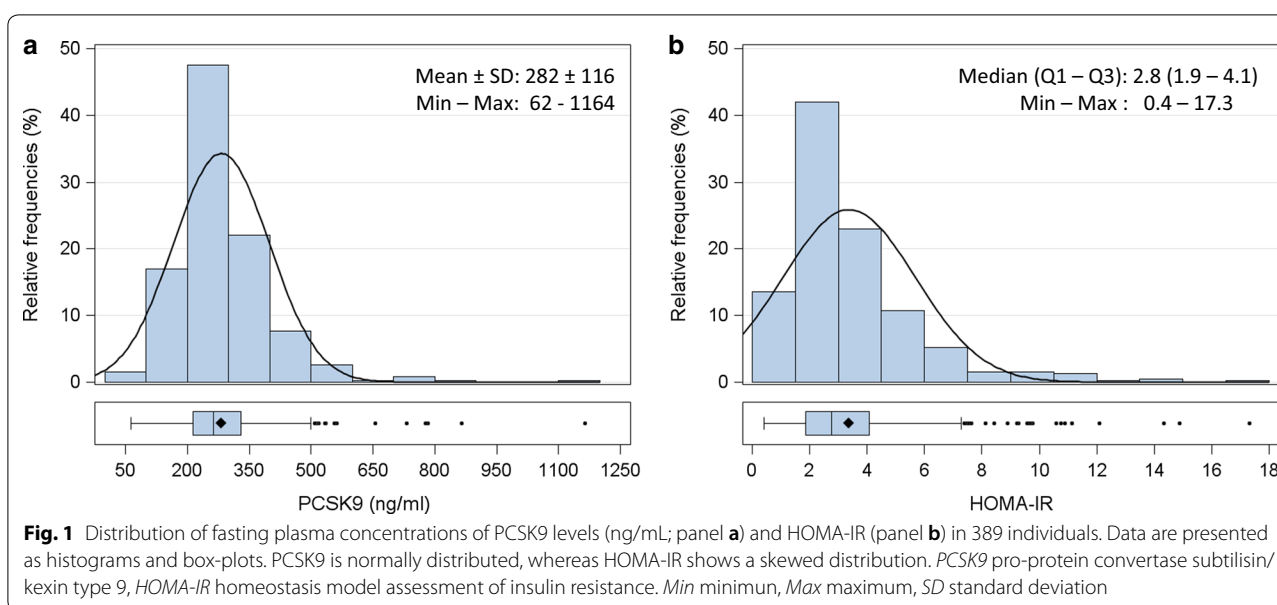 a
50
40
30
20
10
0
Relative frequencies (%)
Mean ± SD: 282 ± 116
Min – Max: 62 - 1164
50 200 350 500 650 800 950 1100 1250
PCSK9 (ng/ml)
b
50
40
30
20
10
0
Relative frequencies (%)
Median (Q1 – Q3): 2.8 (1.9 – 4.1)
Min – Max : 0.4 – 17.3
0 2 4 6 8 10 12 14 16 18
HOMA-IR
Fig. 1 Distribution of fasting plasma concentrations of PCSK9 levels (ng/mL; panel a) and HOMA-IR (panel b) in 389 individuals. Data are presented
as histograms and box-plots. PCSK9 is normally distributed, whereas HOMA-IR shows a skewed distribution. PCSK9 pro-protein convertase subtilisin/
kexin type 9, HOMA-IR homeostasis model assessment of insulin resistance. Min minimun, Max maximum, SD standard deviation